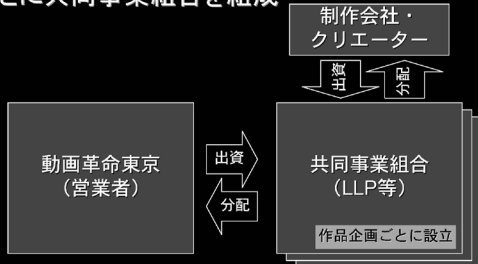 とに共同事業組合を組成
制作会社・
クリエーター
出資
分配
動画革命東京
（営業者）
出資
分配
共同事業組合
（LLP等）
作品企画ごとに設立